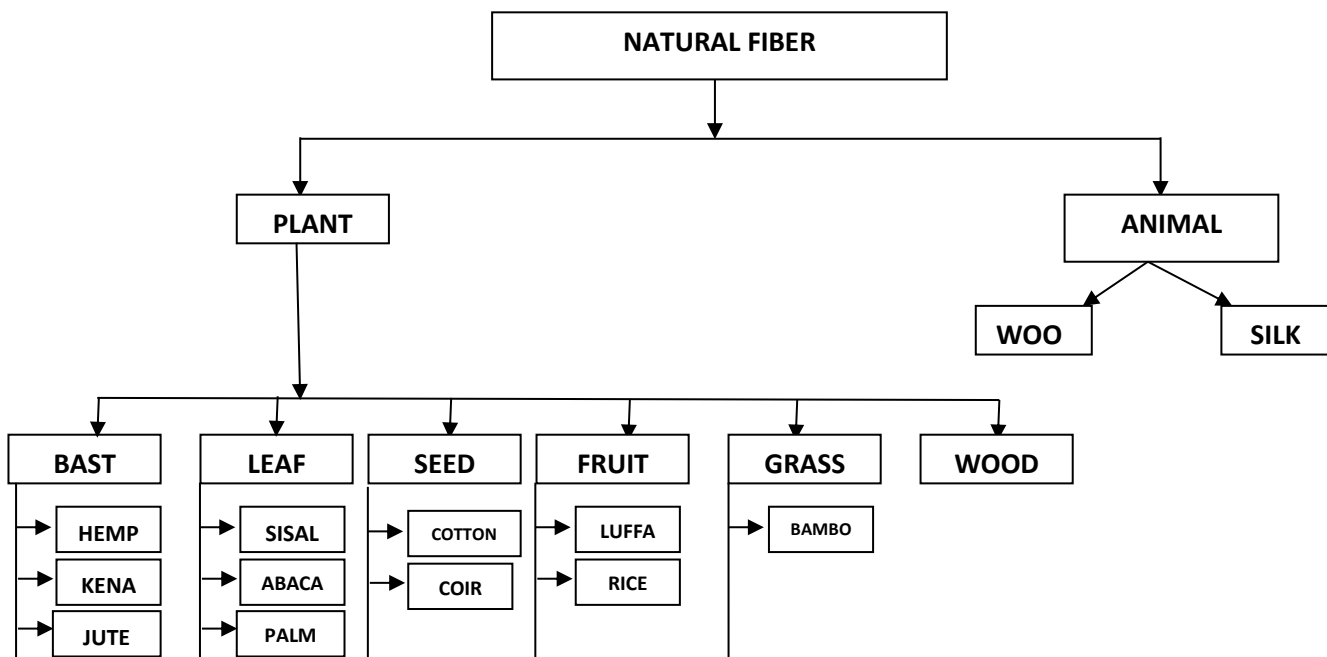 NATURAL FIBER
PLANT
ANIMAL
WOO
SILK
BAST
LEAF
SEED
FRUIT
GRASS
WOOD
HEMP
SISAL
COTTON
LUFFA
BAMBO
KENA
ABACA
COIR
RICE
JUTE
PALM